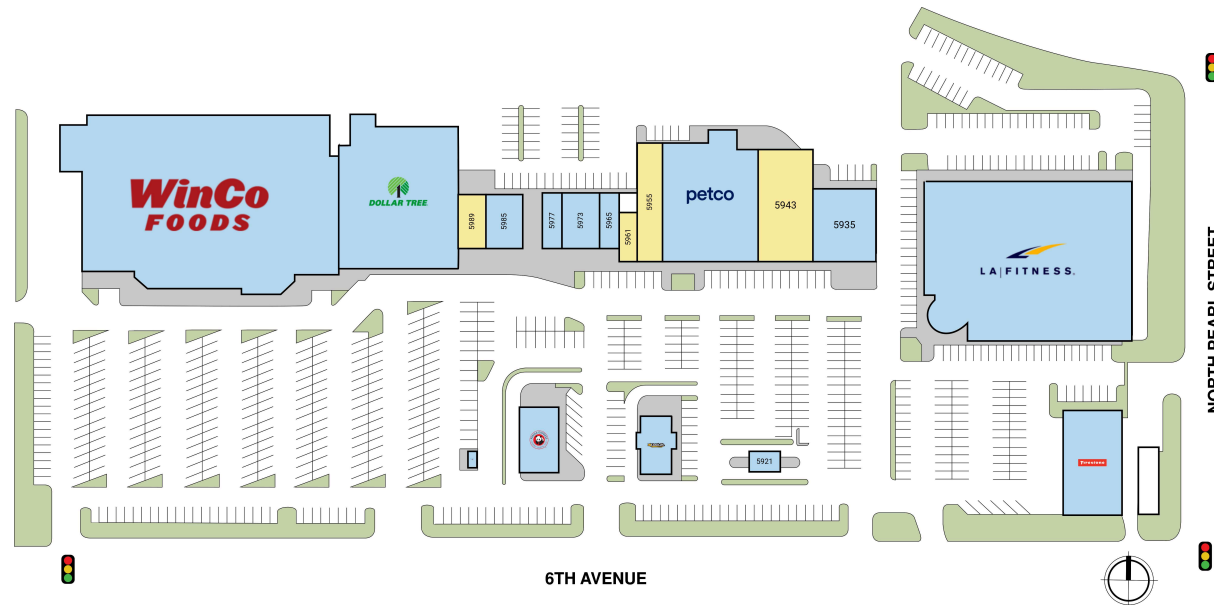 WinCo
FOODS
DOLLAR TREE
5989
5985
5977
5973
5965
5961
5955
petco
5943
5935
LA|FITNESS.
NORTH PEARL STREET
5921
Firestone
6TH AVENUE